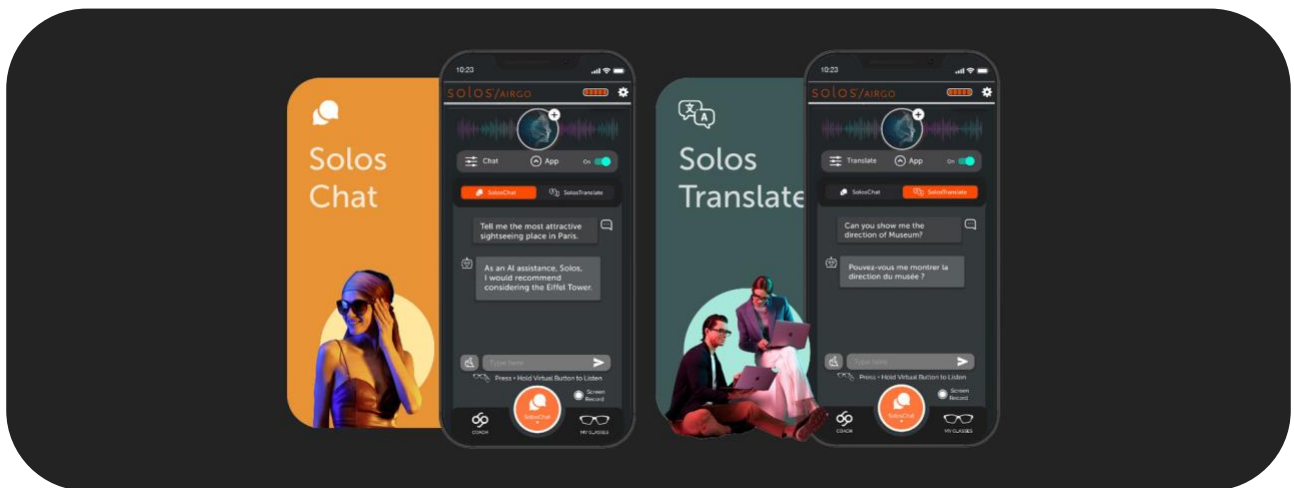 Solos
Chat
10:23
SOLOS/AIRGO
Chat
App
On
SolosChat
SolosTranslate
Tell me the most attractive
sightseeing place in Paris.
As an AI assistance, Solos,
I would recommend
considering the Eiffel Tower.
Type here
Press + Hold Virtual Button to Listen
Screen
Record
SolosChat
COACH
MY GLASSES
文
A
Solos
Translate
10:23
SOLOS/AIRGO
Translate
App
On
SolosChat
SolosTranslate
Can you show me the
direction of Museum?
Pouvez-vous me montrer la
direction du musée ?
Type here
Press + Hold Virtual Button to Listen
Screen
Record
SolosChat
COACH
MY GLASSES